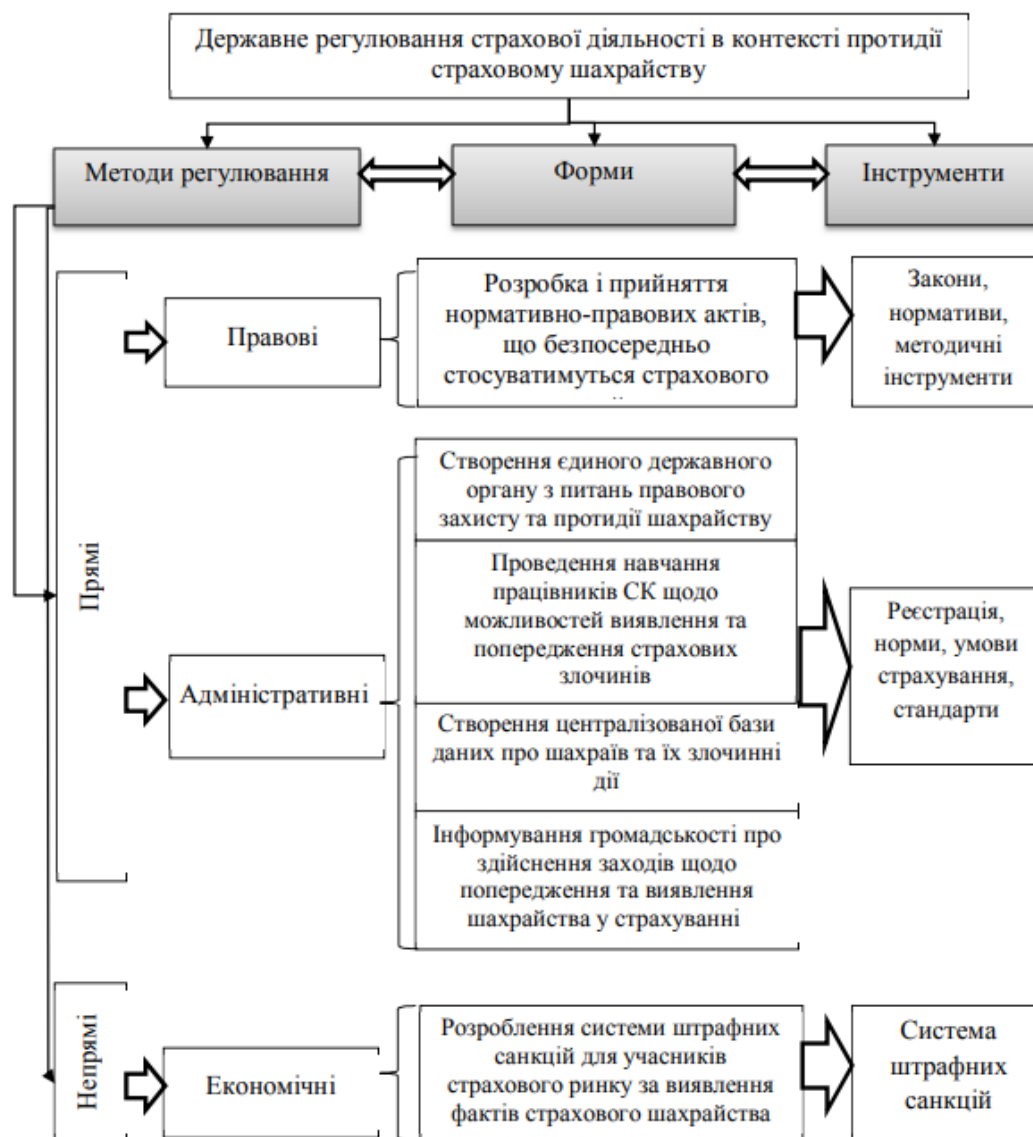 Державне регулювання страхової діяльності в контексті протидії
страховому шахрайству
Методи регулювання
Форми
Інструменти
Прямі
Правові
Розробка і прийняття
нормативно-правових актів,
що безпосередньо
стосуватимуться страхового
Закони,
нормативи,
методичні
інструменти
Адміністративні
Створення єдиного державного
органу з питань правового
захисту та протидії шахрайству
Проведення навчання
працівників СК щодо
можливостей виявлення та
попередження страхових
злочинів
Створення централізованої бази
даних про шахраїв та їх злочинні
дії
Інформування громадськості про
здійснення заходів щодо
попередження та виявлення
шахрайства у страхуванні
Реєстрація,
норми, умови
страхування,
стандарти
Непрямі
Економічні
Розроблення системи штрафних
санкцій для учасників
страхового ринку за виявлення
фактів страхового шахрайства
Система
штрафних
санкцій